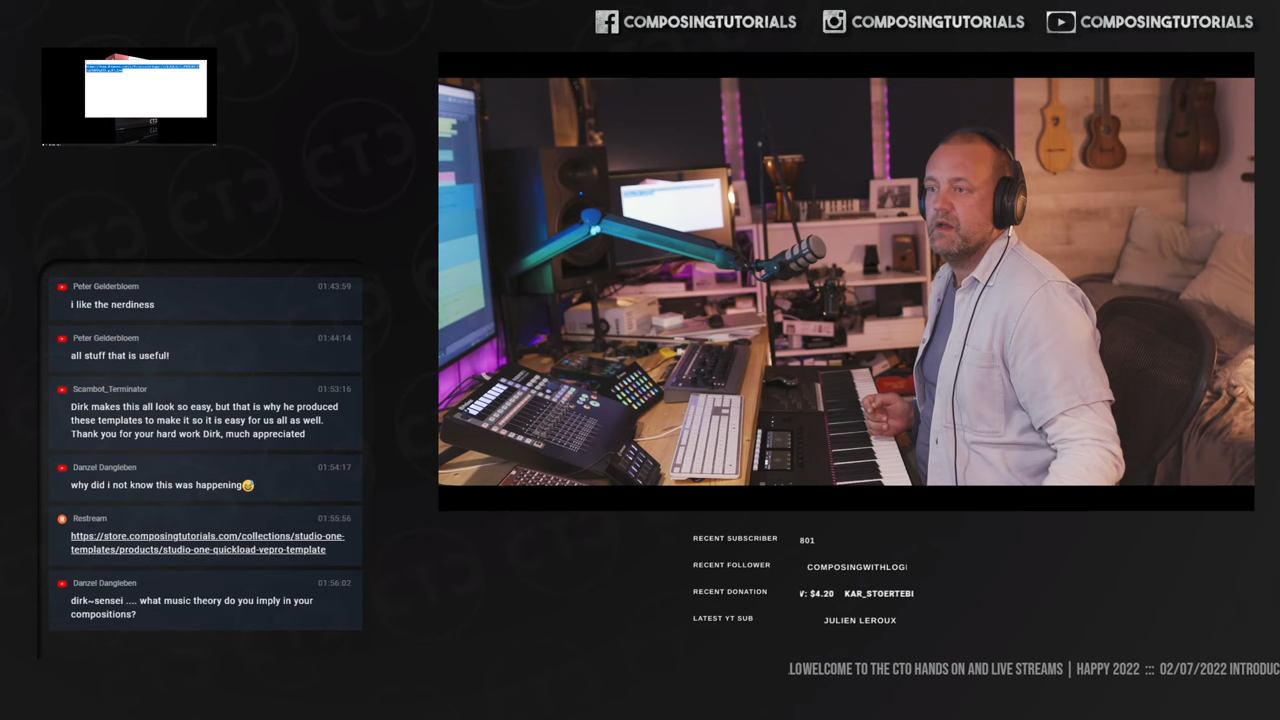 COMPOSINGTUTORIALS
COMPOSINGTUTORIALS
COMPOSINGTUTORIALS
Peter Gelderbloem
01:43:59
i like the nerdiness
Peter Gelderbloem
01:44:14
all stuff that is useful!
Scambot_Terminator
01:53:16
Dirk makes this all look so easy, but that is why he produced
these templates to make it so it is easy for us all as well.
Thank you for your hard work Dirk, much appreciated
Danzel Dangleben
01:54:17
why did i not know this was happening😅
Restream
01:55:56
https://store.composingtutorials.com/collections/studio-one-
templates/products/studio-one-quickload-vepro-template
Danzel Dangleben
01:56:02
dirk~sensei .... what music theory do you imply in your
compositions?
RECENT SUBSCRIBER 801
RECENT FOLLOWER COMPOSINGWITHLOGI
RECENT DONATION : $4.20 KAR_STOERTEBI
LATEST YT SUB JULIEN LEROUX
LOWELCOME TO THE CTO HANDS ON AND LIVE STREAMS | HAPPY 2022 ::: 02/07/2022 INTRODUC